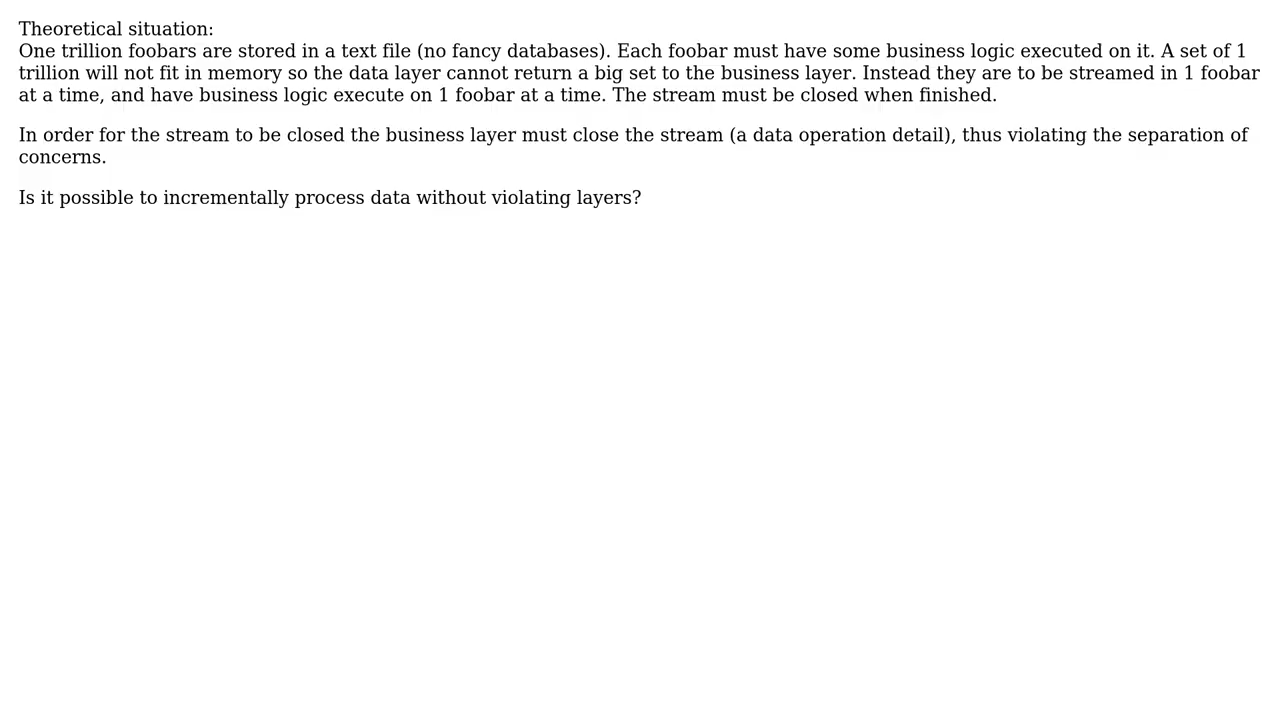 Theoretical situation:
One trillion foobars are stored in a text file (no fancy databases). Each foobar must have some business logic executed on it. A set of 1
trillion will not fit in memory so the data layer cannot return a big set to the business layer. Instead they are to be streamed in 1 foobar
at a time, and have business logic execute on 1 foobar at a time. The stream must be closed when finished.
In order for the stream to be closed the business layer must close the stream (a data operation detail), thus violating the separation of
concerns.
Is it possible to incrementally process data without violating layers?